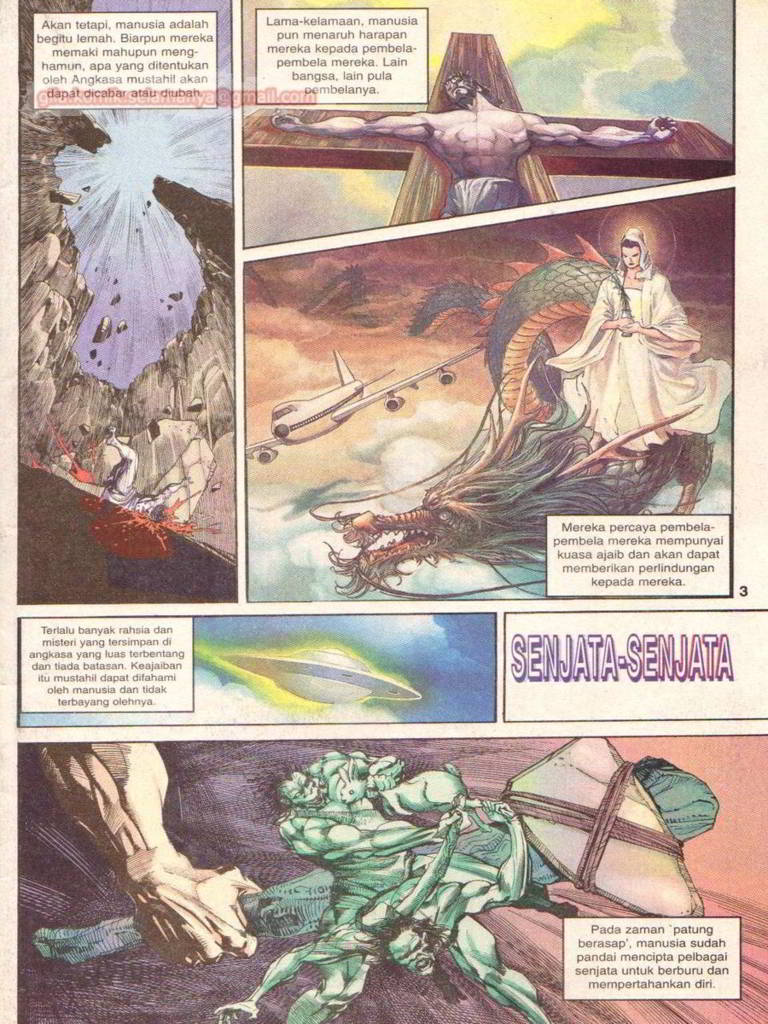 Akan tetapi, manusia adalah
begitu lemah. Biarpun mereka
memaki mahupun meng-
hamun, apa yang ditentukan
oleh Angkasa mustahil akan
dapat dicabar atau diubah.
Lama-kelamaan, manusia
pun menaruh harapan
mereka kepada pembela-
pembela mereka. Lain
bangsa, lain pula
pembelanya.
Mereka percaya pembela-
pembela mereka mempunyai
kuasa ajaib dan akan dapat
memberikan perlindungan
kepada mereka.
3
Terlalu banyak rahsia dan
misteri yang tersimpan di
angkasa yang luas terbentang
dan tiada batasan. Keajaiban
itu mustahil dapat difahami
oleh manusia dan tidak
terbayang olehnya.
SENJATA-SENJATA
Pada zaman `patung
berasap', manusia sudah
pandai mencipta pelbagai
senjata untuk berburu dan
mempertahankan diri.